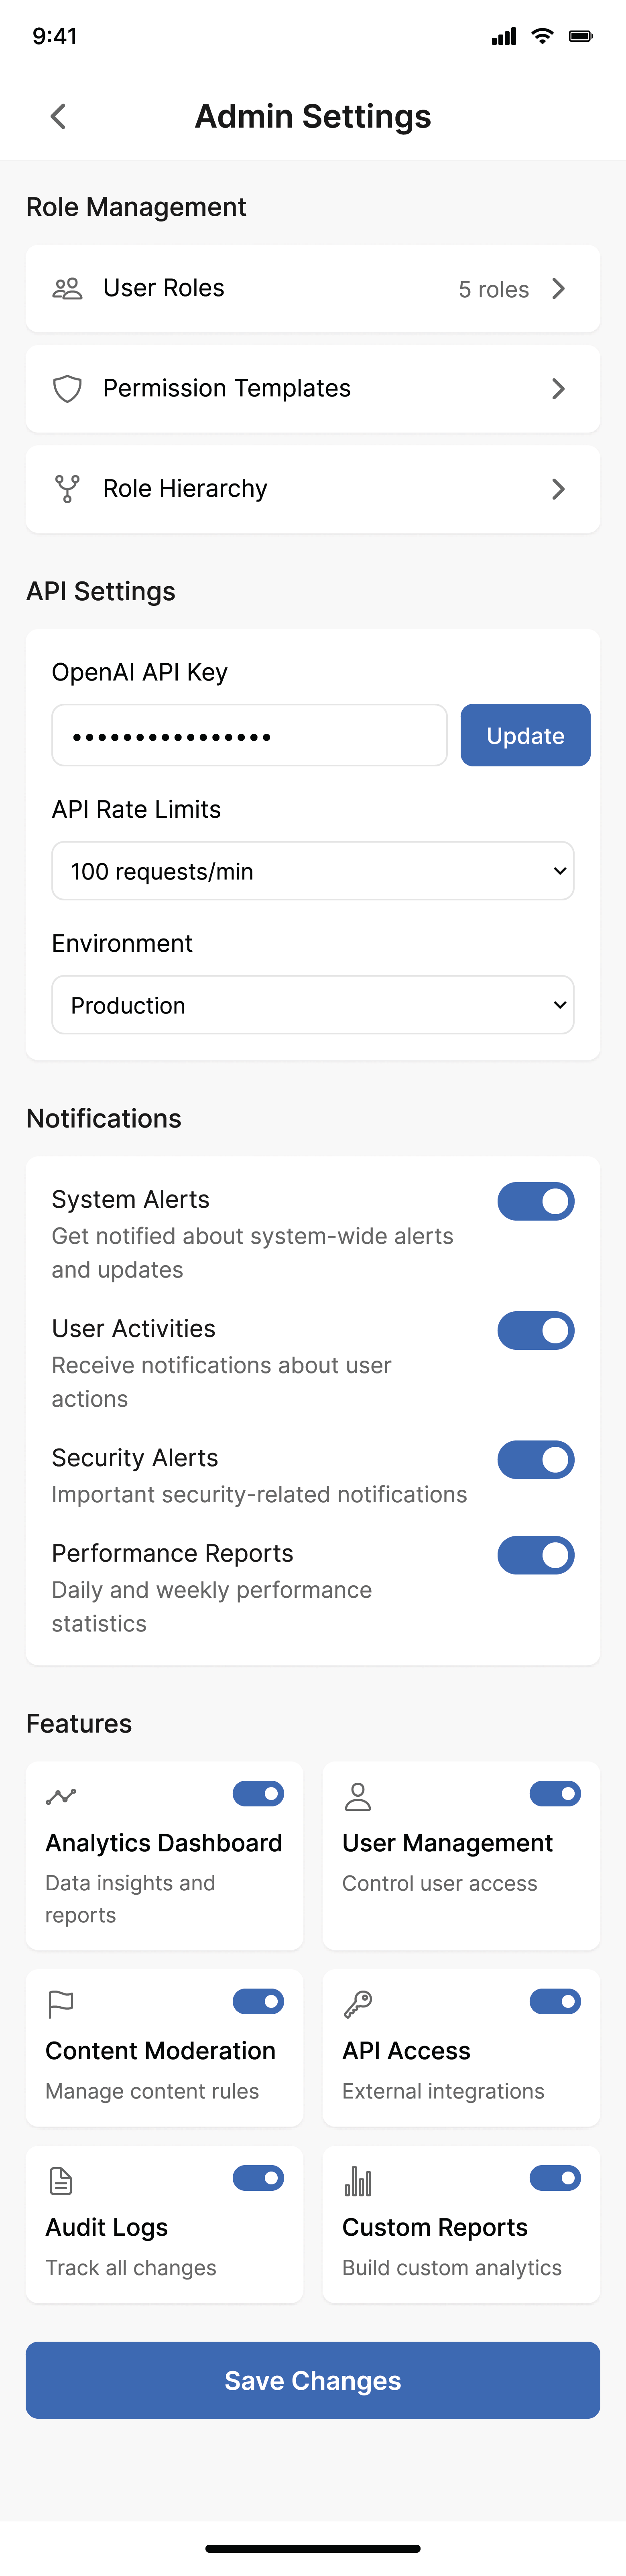 9:41
Admin Settings
Role Management
User Roles
5 roles
Permission Templates
Role Hierarchy
API Settings
OpenAI API Key
••••••••••••••••
Update
API Rate Limits
100 requests/min
Environment
Production
Notifications
System Alerts
Get notified about system-wide alerts
and updates
User Activities
Receive notifications about user
actions
Security Alerts
Important security-related notifications
Performance Reports
Daily and weekly performance
statistics
Features
Analytics Dashboard
Data insights and
reports
User Management
Control user access
Content Moderation
Manage content rules
API Access
External integrations
Audit Logs
Track all changes
Custom Reports
Build custom analytics
Save Changes